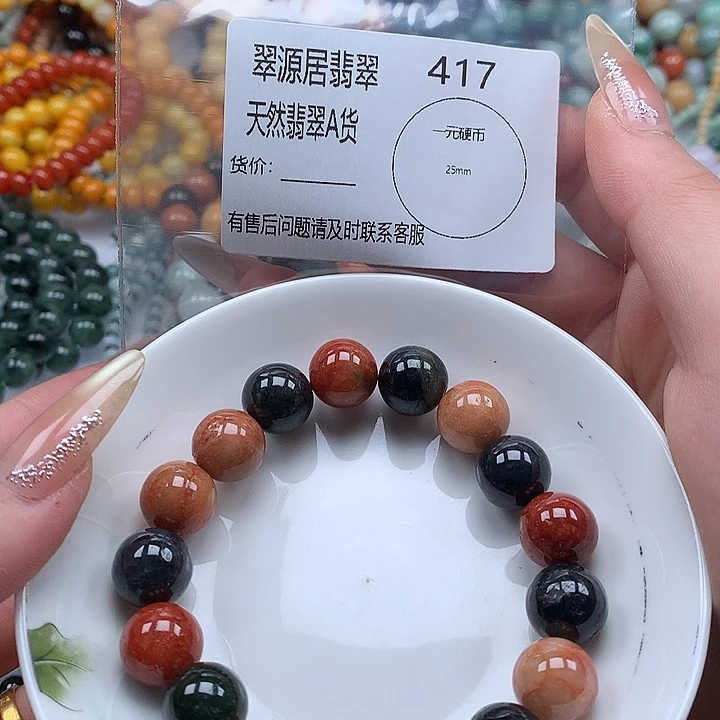 翠源居翡翠 417
天然翡翠A货
一元硬币
货价：
25mm
有售后问题请及时联系客服